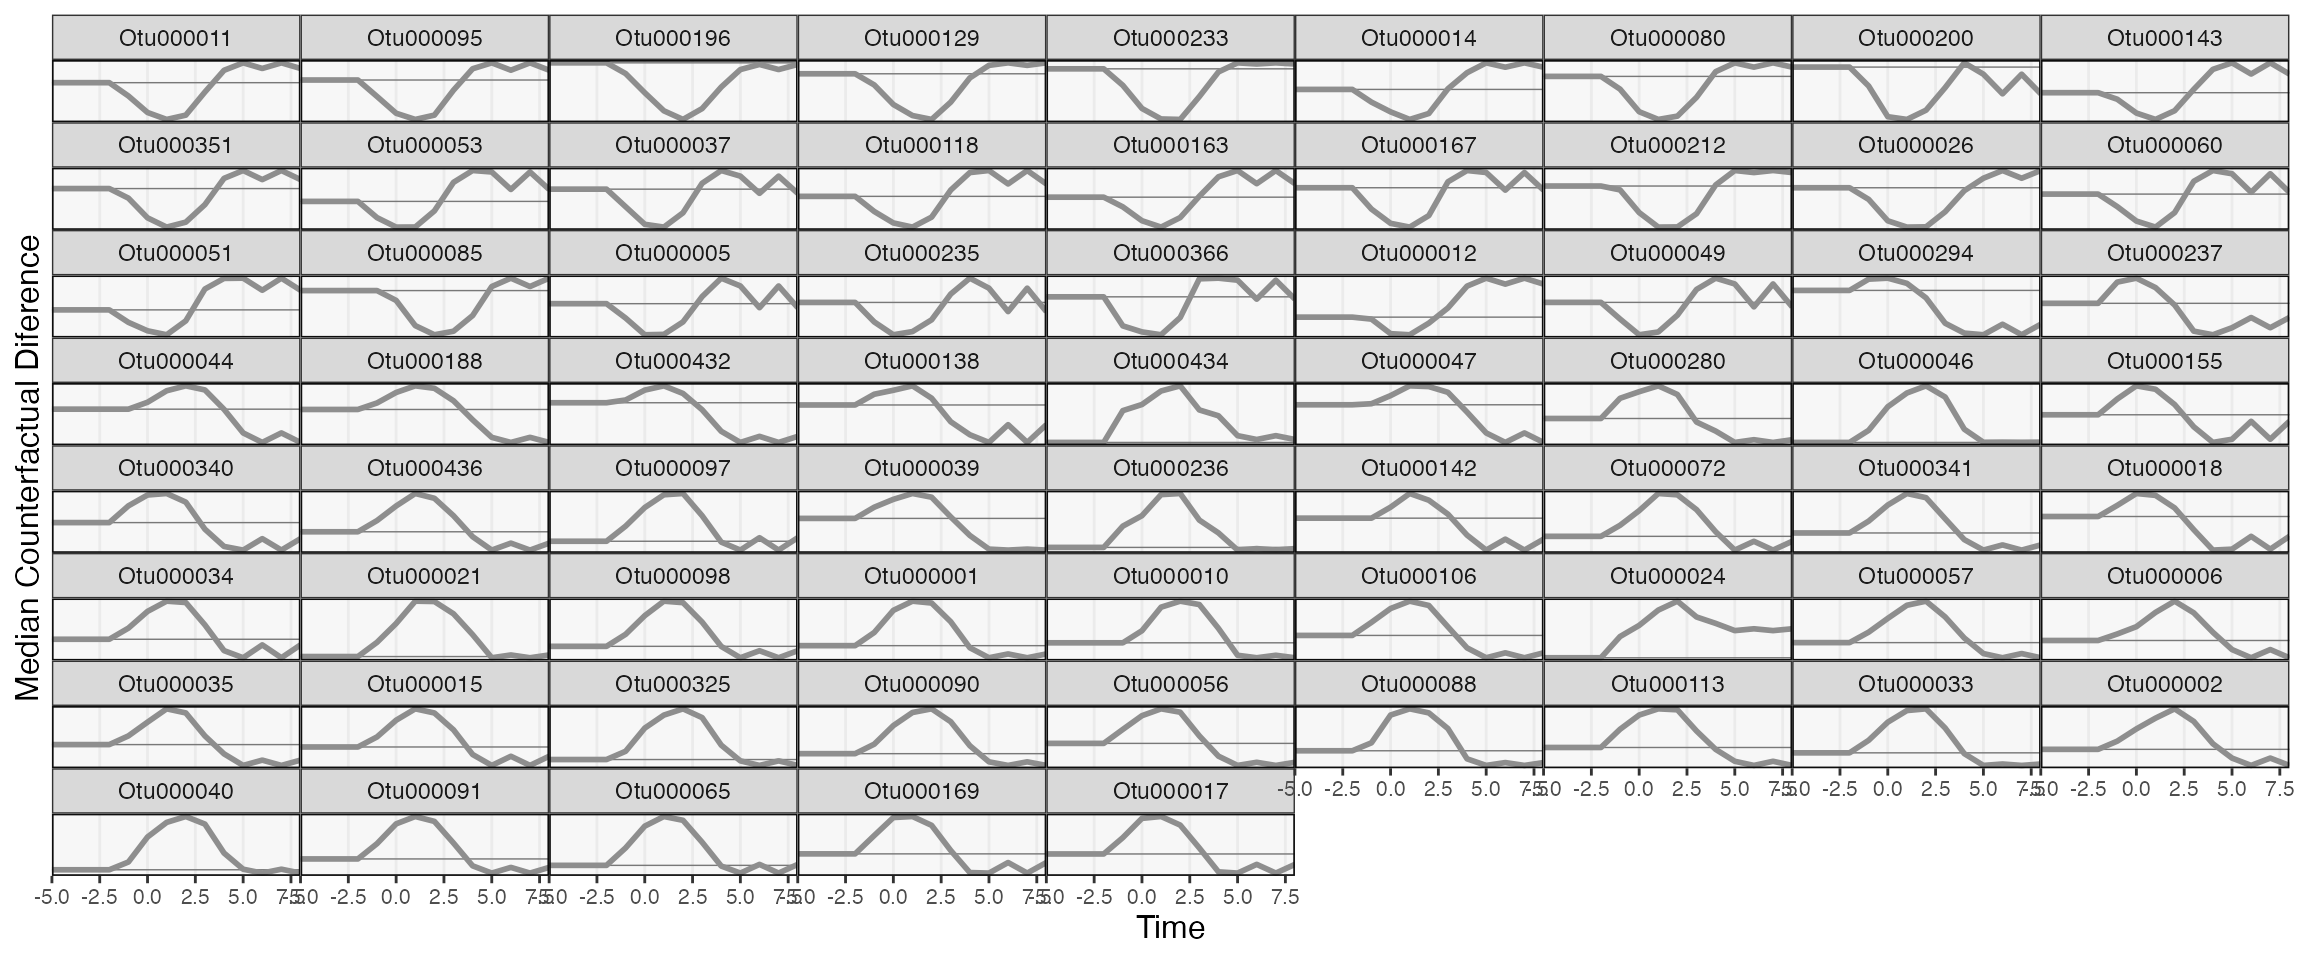 Otu000011 Otu000095 Otu000196 Otu000129 Otu000233 Otu000014 Otu000080 Otu000200 Otu000143
Otu000351 Otu000053 Otu000037 Otu000118 Otu000163 Otu000167 Otu000212 Otu000026 Otu000060
Otu000051 Otu000085 Otu000005 Otu000235 Otu000366 Otu000012 Otu000049 Otu000294 Otu000237
Otu000044 Otu000188 Otu000432 Otu000138 Otu000434 Otu000047 Otu000280 Otu000046 Otu000155
Otu000340 Otu000436 Otu000097 Otu000039 Otu000236 Otu000142 Otu000072 Otu000341 Otu000018
Otu000034 Otu000021 Otu000098 Otu000001 Otu000010 Otu000106 Otu000024 Otu000057 Otu000006
Otu000035 Otu000015 Otu000325 Otu000090 Otu000056 Otu000088 Otu000113 Otu000033 Otu000002
-5.0 -2.5 0.0 2.5 5.0 7.5 -5.0 -2.5 0.0 2.5 5.0 7.5 -5.0 -2.5 0.0 2.5 5.0 7.5 -5.0 -2.5 0.0 2.5 5.0 7.5
Otu000040 Otu000091 Otu000065 Otu000169 Otu000017
-5.0 -2.5 0.0 2.5 5.0 7.5 -5.0 -2.5 0.0 2.5 5.0 7.5 -5.0 -2.5 0.0 2.5 5.0 7.5 -5.0 -2.5 0.0 2.5 5.0 7.5 -5.0 -2.5 0.0 2.5 5.0 7.5
Time
Median Counterfactual Diference